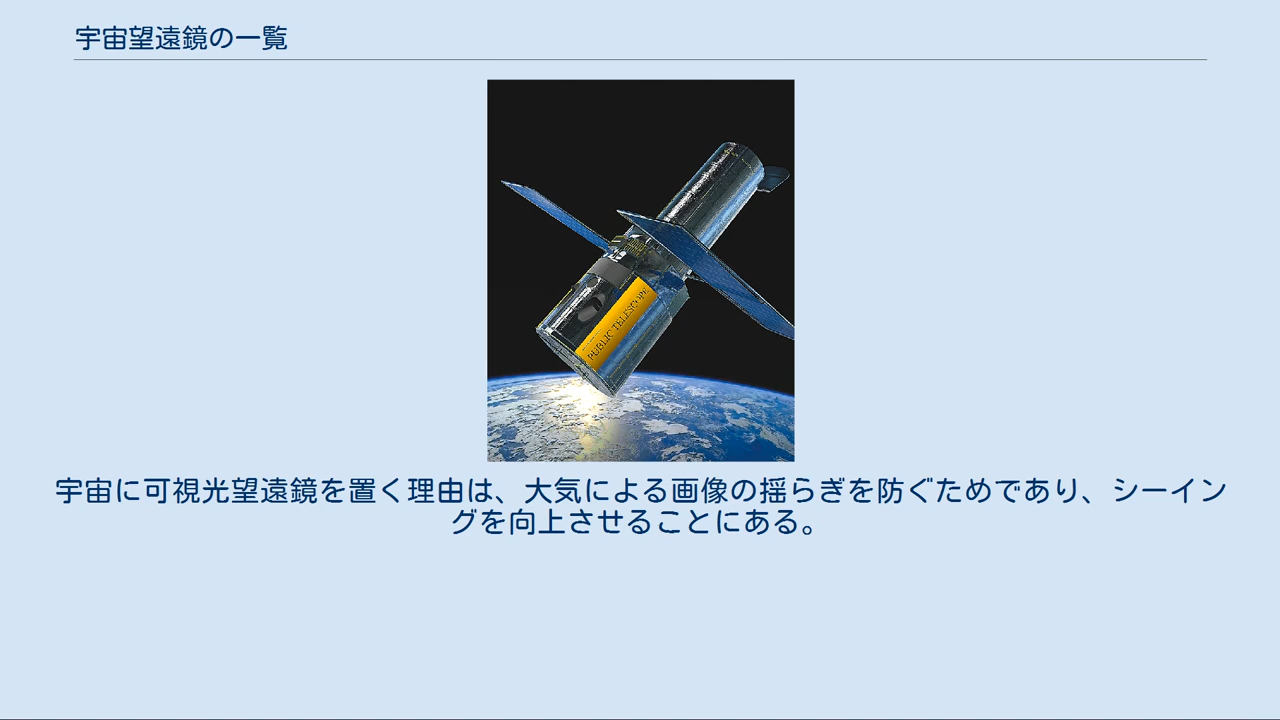 宇宙望遠鏡の一覧
PUBLIC TELESCOPE
宇宙に可視光望遠鏡を置く理由は、大気による画像の揺らぎを防ぐためであり、シーイン
グを向上させることにある。